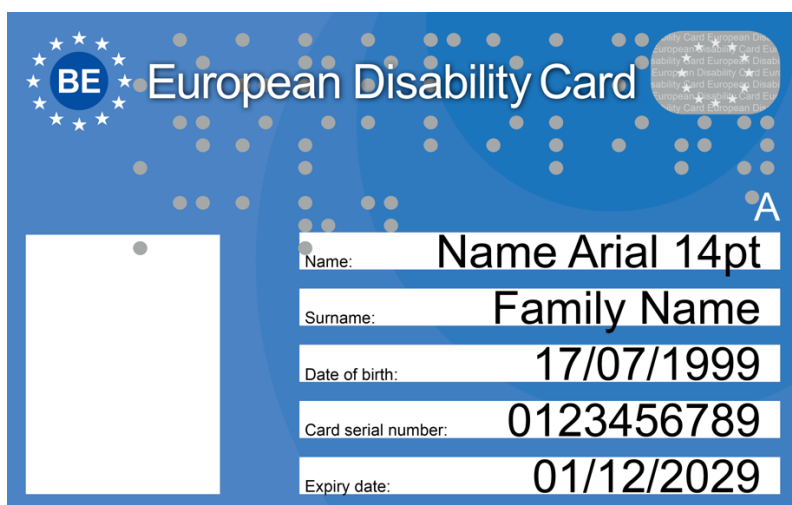 BE
European Disability Card
A
Name: Name Arial 14pt
Surname: Family Name
Date of birth: 17/07/1999
Card serial number: 0123456789
Expiry date: 01/12/2029